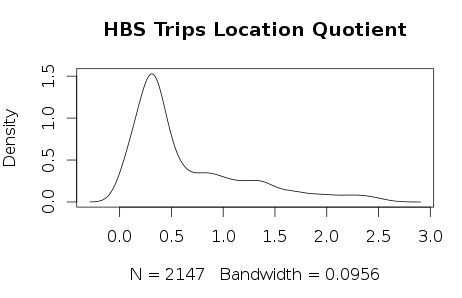 HBS Trips Location Quotient
Density
1.5
1.0
0.5
0.0
0.0 0.5 1.0 1.5 2.0 2.5 3.0
N = 2147 Bandwidth = 0.0956